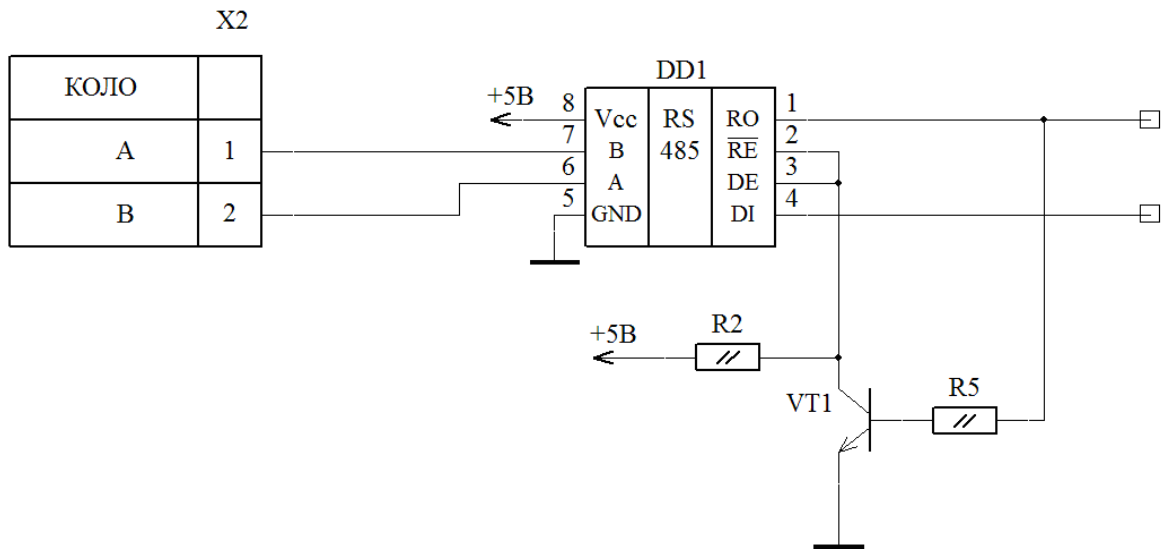 X2
КОЛО
A 1
B 2
DD1
+5В
8 Vcc RS RO 1
7 B 485 RE 2
6 A DE 3
5 GND DI 4
+5В R2
VT1 R5